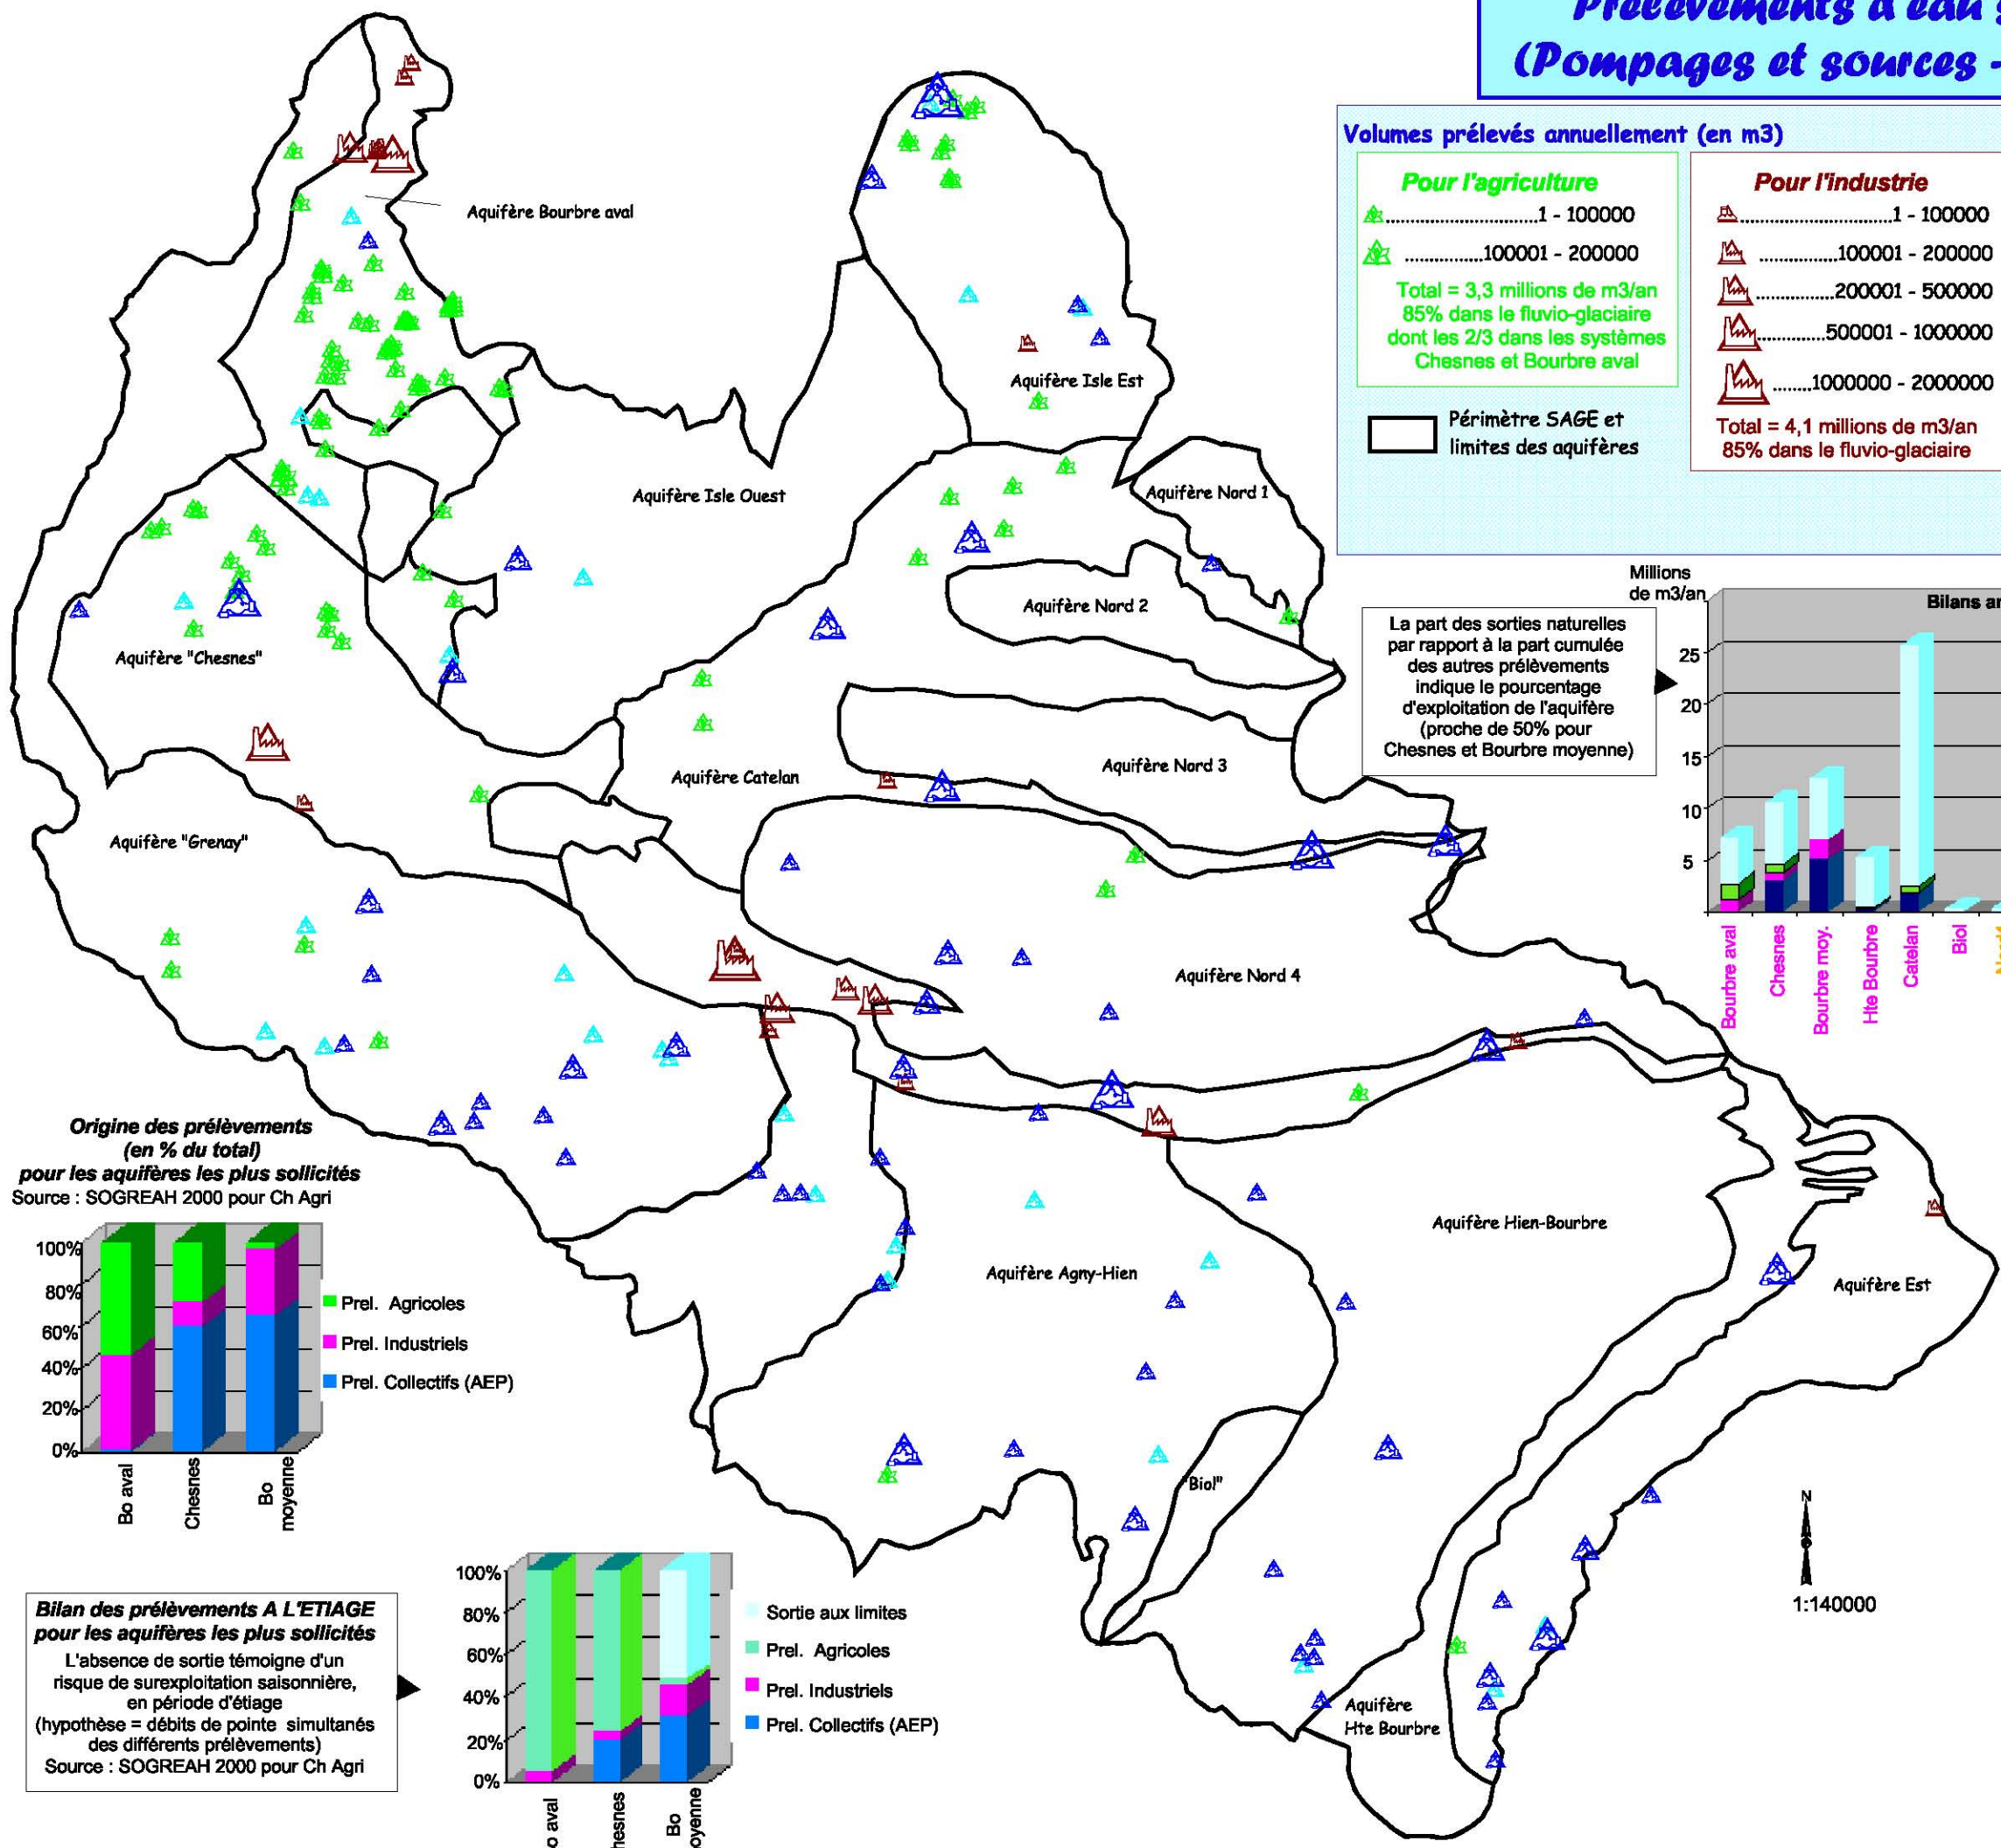 Prélèvements d'eau s
(Pompages et sources -
Volumes prélevés annuellement (en m3)
Pour l'agriculture
..............................1 - 100000
................100001 - 200000
Total = 3,3 millions de m3/an
85% dans le fluvio-glaciaire
dont les 2/3 dans les systèmes
Chesnes et Bourbre aval
Pour l'industrie
..............................1 - 100000
................100001 - 200000
................200001 - 500000
..............500001 - 1000000
........1000000 - 2000000
Total = 4,1 millions de m3/an
85% dans le fluvio-glaciaire
Périmètre SAGE et
limites des aquifères
Aquifère Bourbre aval
Aquifère Isle Est
Aquifère Isle Ouest
Aquifère Nord 1
Aquifère Nord 2
Aquifère "Chesnes"
Aquifère Nord 3
Aquifère Catelan
Aquifère "Grenay"
Aquifère Nord 4
Aquifère Hien-Bourbre
Aquifère Agny-Hien
Aquifère Est
"Biol"
Aquifère
Hte Bourbre
La part des sorties naturelles
par rapport à la part cumulée
des autres prélèvements
indique le pourcentage
d'exploitation de l'aquifère
(proche de 50% pour
Chesnes et Bourbre moyenne)
Millions
de m3/an
Bilans an
25
20
15
10
5
Bourbre aval
Chesnes
Bourbre moy.
Hte Bourbre
Catelan
Biol
Origine des prélèvements
(en % du total)
pour les aquifères les plus sollicités
Source : SOGREAH 2000 pour Ch Agri
100%
80%
60%
40%
20%
0%
Bo aval
Chesnes
Bo
moyenne
Prel. Agricoles
Prel. Industriels
Prel. Collectifs (AEP)
Bilan des prélèvements A L'ETIAGE
pour les aquifères les plus sollicités
L'absence de sortie témoigne d'un
risque de surexploitation saisonnière,
en période d'étiage
(hypothèse = débits de pointe simultanés
des différents prélèvements)
Source : SOGREAH 2000 pour Ch Agri
100%
80%
60%
40%
20%
0%
o aval
hesnes
Bo
oyenne
Sortie aux limites
Prel. Agricoles
Prel. Industriels
Prel. Collectifs (AEP)
N
1:140000